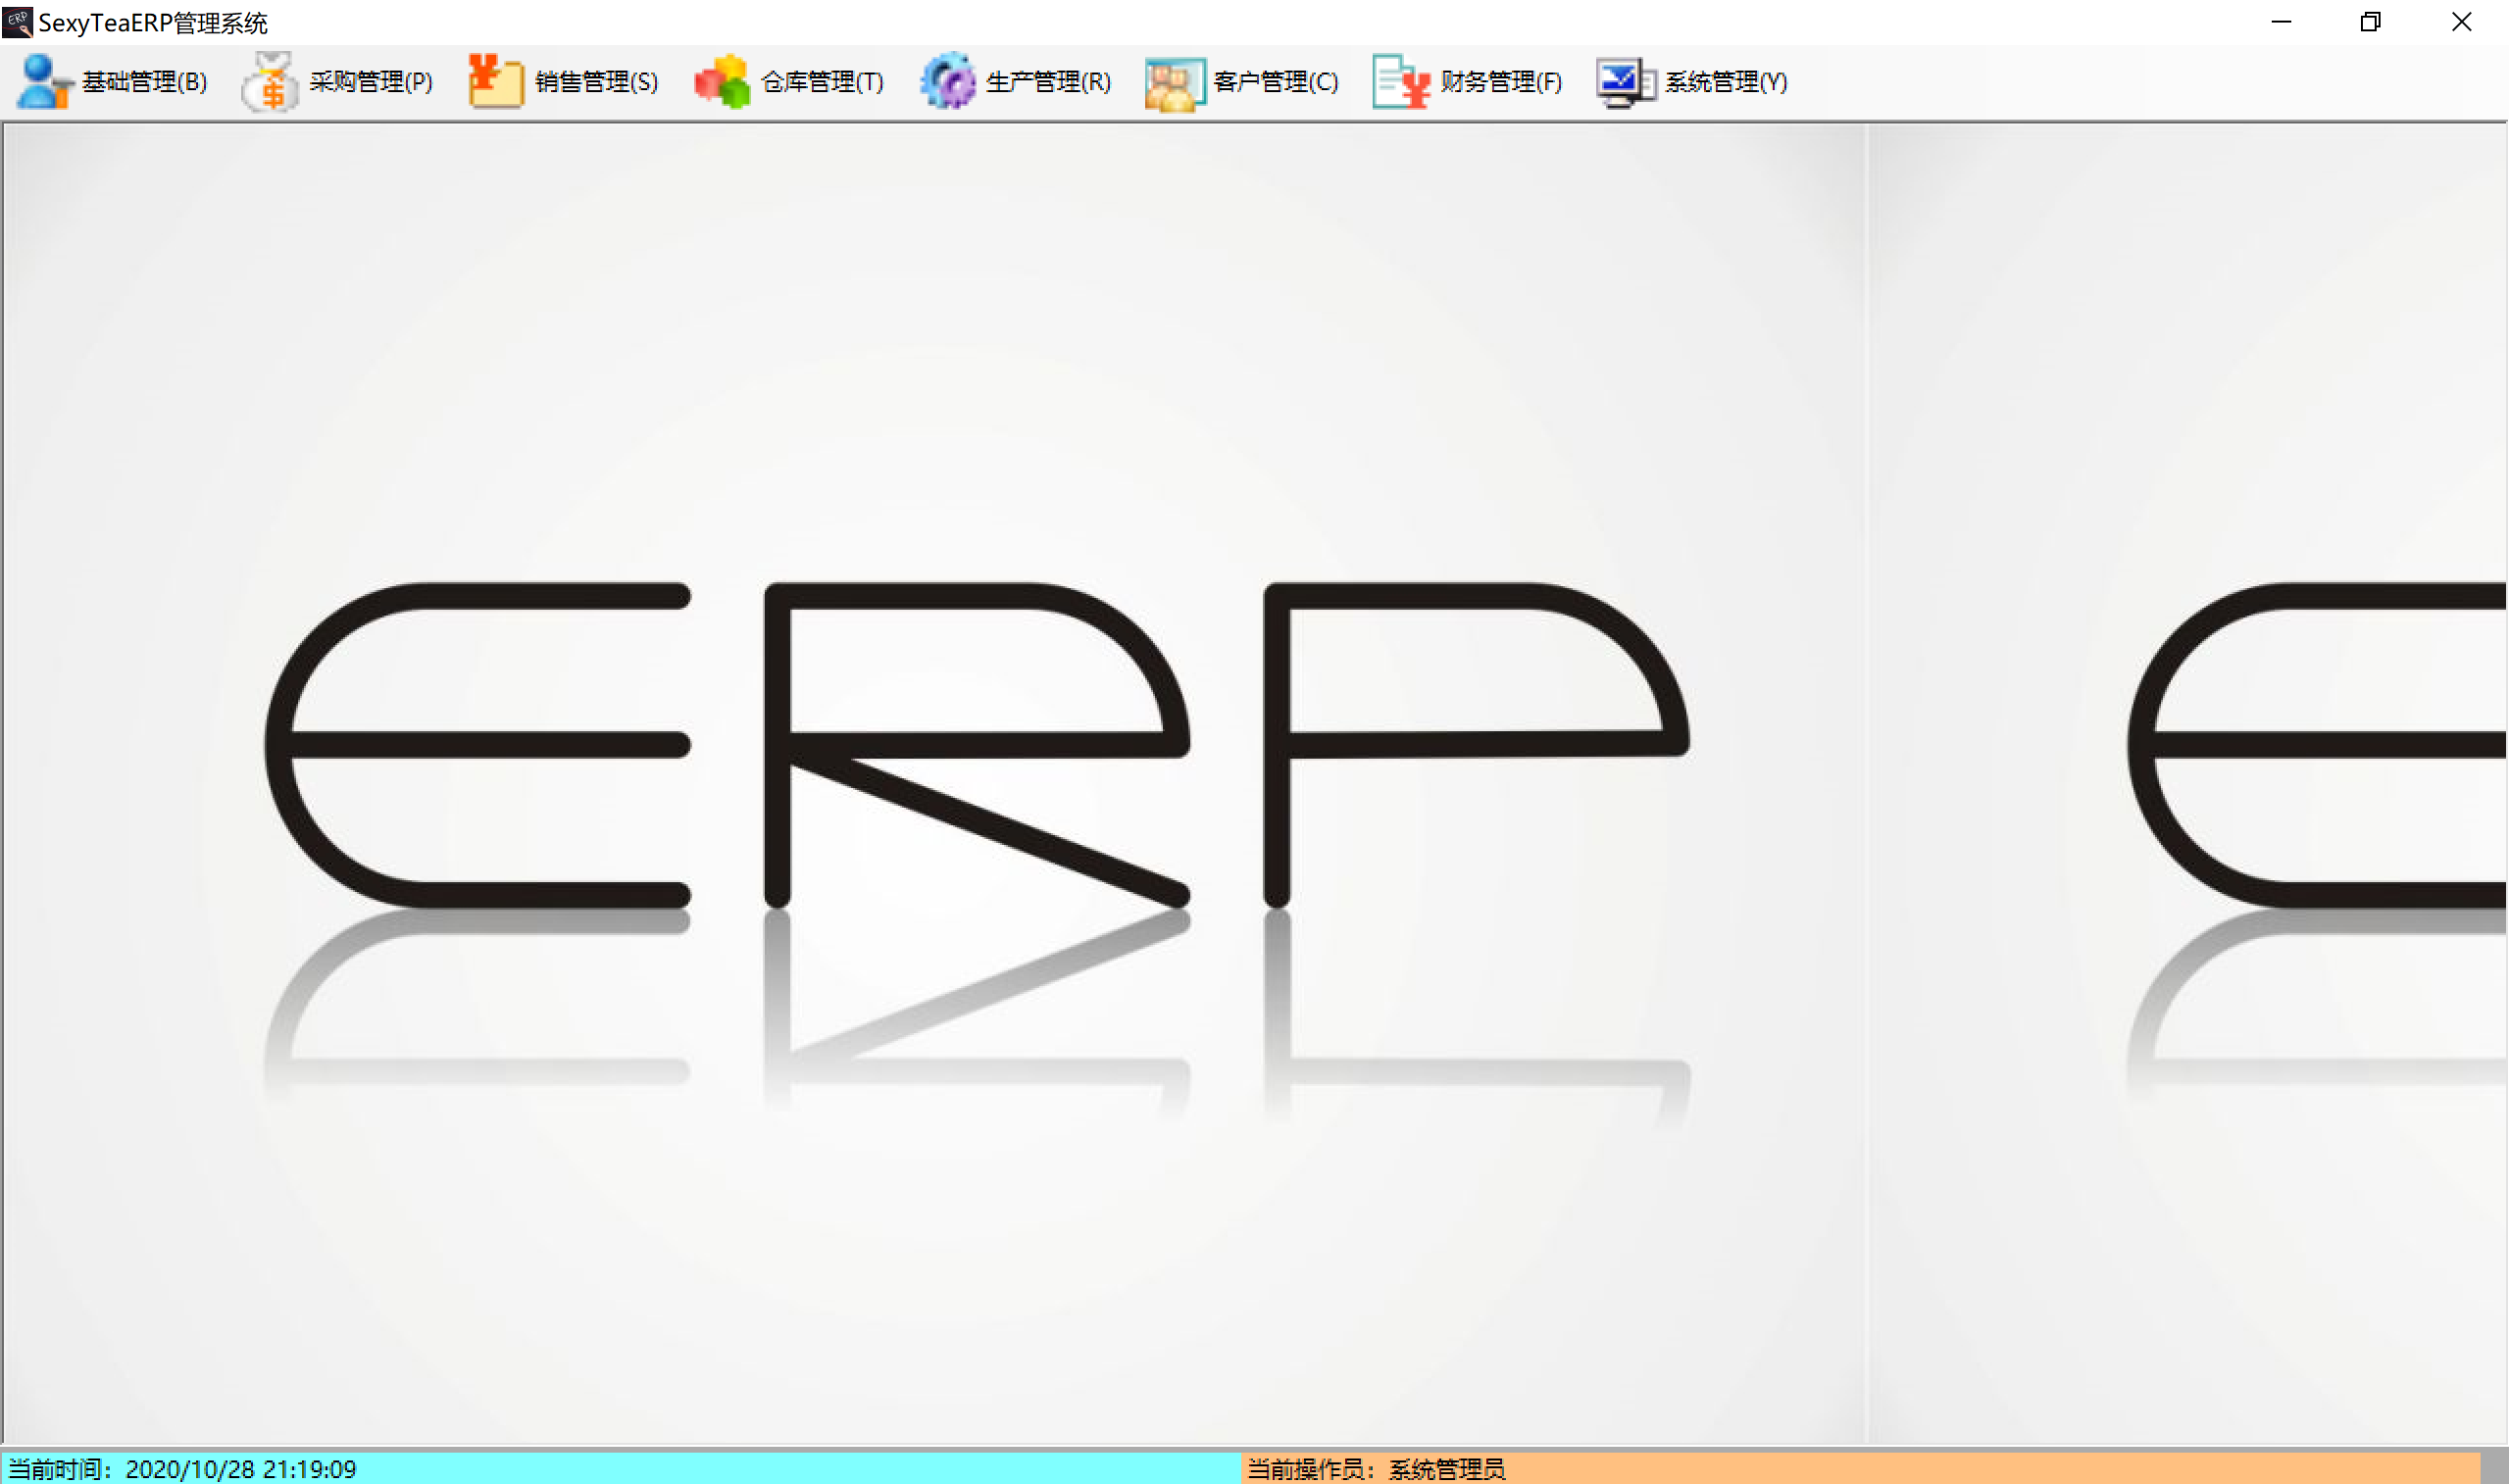 SexyTeaERP管理系统
基础管理(B) 采购管理(P) 销售管理(S) 仓库管理(T) 生产管理(R) 客户管理(C) 财务管理(F) 系统管理(Y)
ERP E
当前时间：2020/10/28 21:19:09 当前操作员：系统管理员